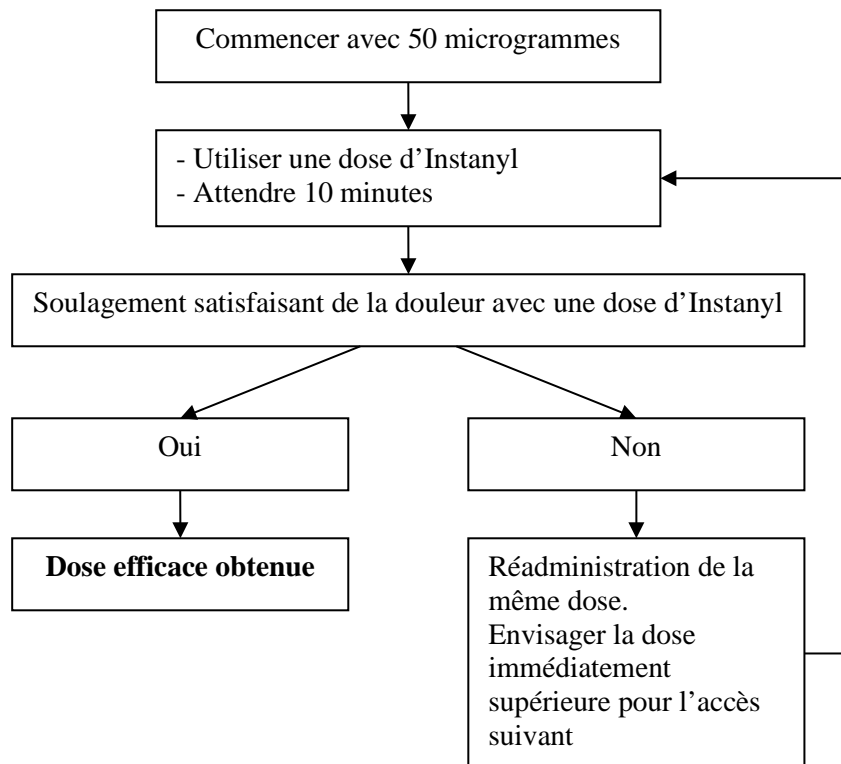 Commencer avec 50 microgrammes
- Utiliser une dose d’Instanyl
- Attendre 10 minutes
Soulagement satisfaisant de la douleur avec une dose d’Instanyl
Oui
Non
Dose efficace obtenue
Réadministration de la
même dose.
Envisager la dose
immédiatement
supérieure pour l’accès
suivant